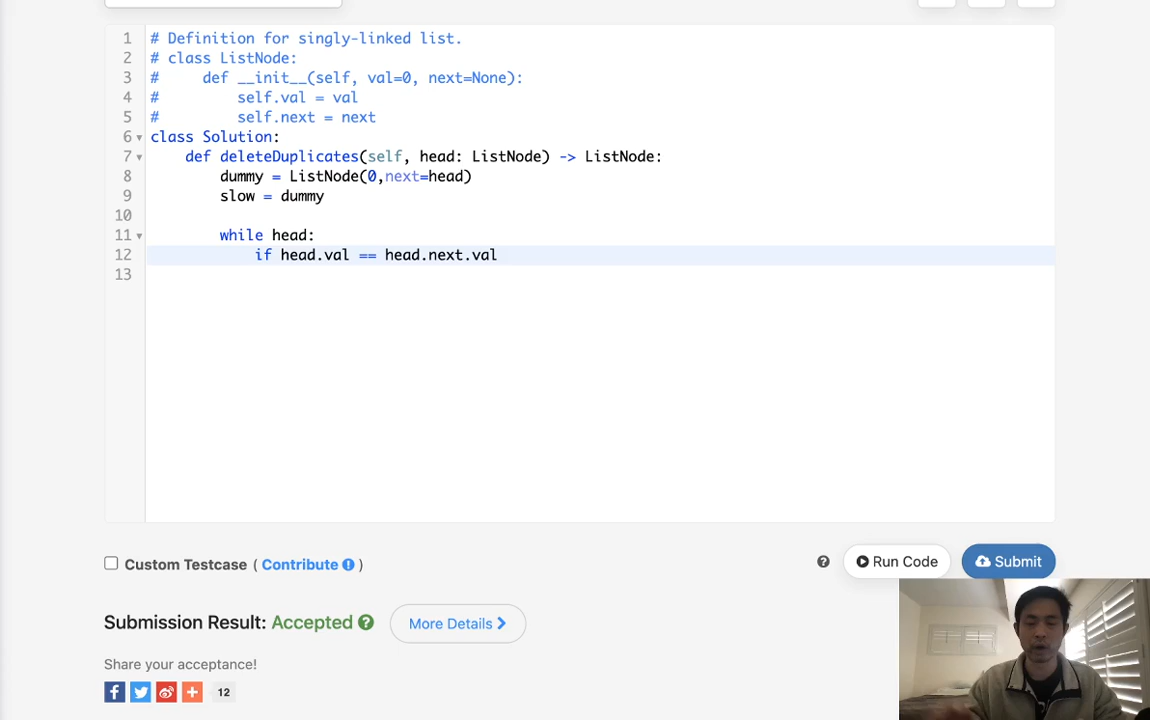 1 # Definition for singly-linked list.
2 # class ListNode:
3 #     def __init__(self, val=0, next=None):
4 #         self.val = val
5 #         self.next = next
6 class Solution:
7     def deleteDuplicates(self, head: ListNode) -> ListNode:
8         dummy = ListNode(0,next=head)
9         slow = dummy
10
11         while head:
12             if head.val == head.next.val
13
Custom Testcase ( Contribute )
? Run Code Submit
Submission Result: Accepted ? More Details
Share your acceptance!
12